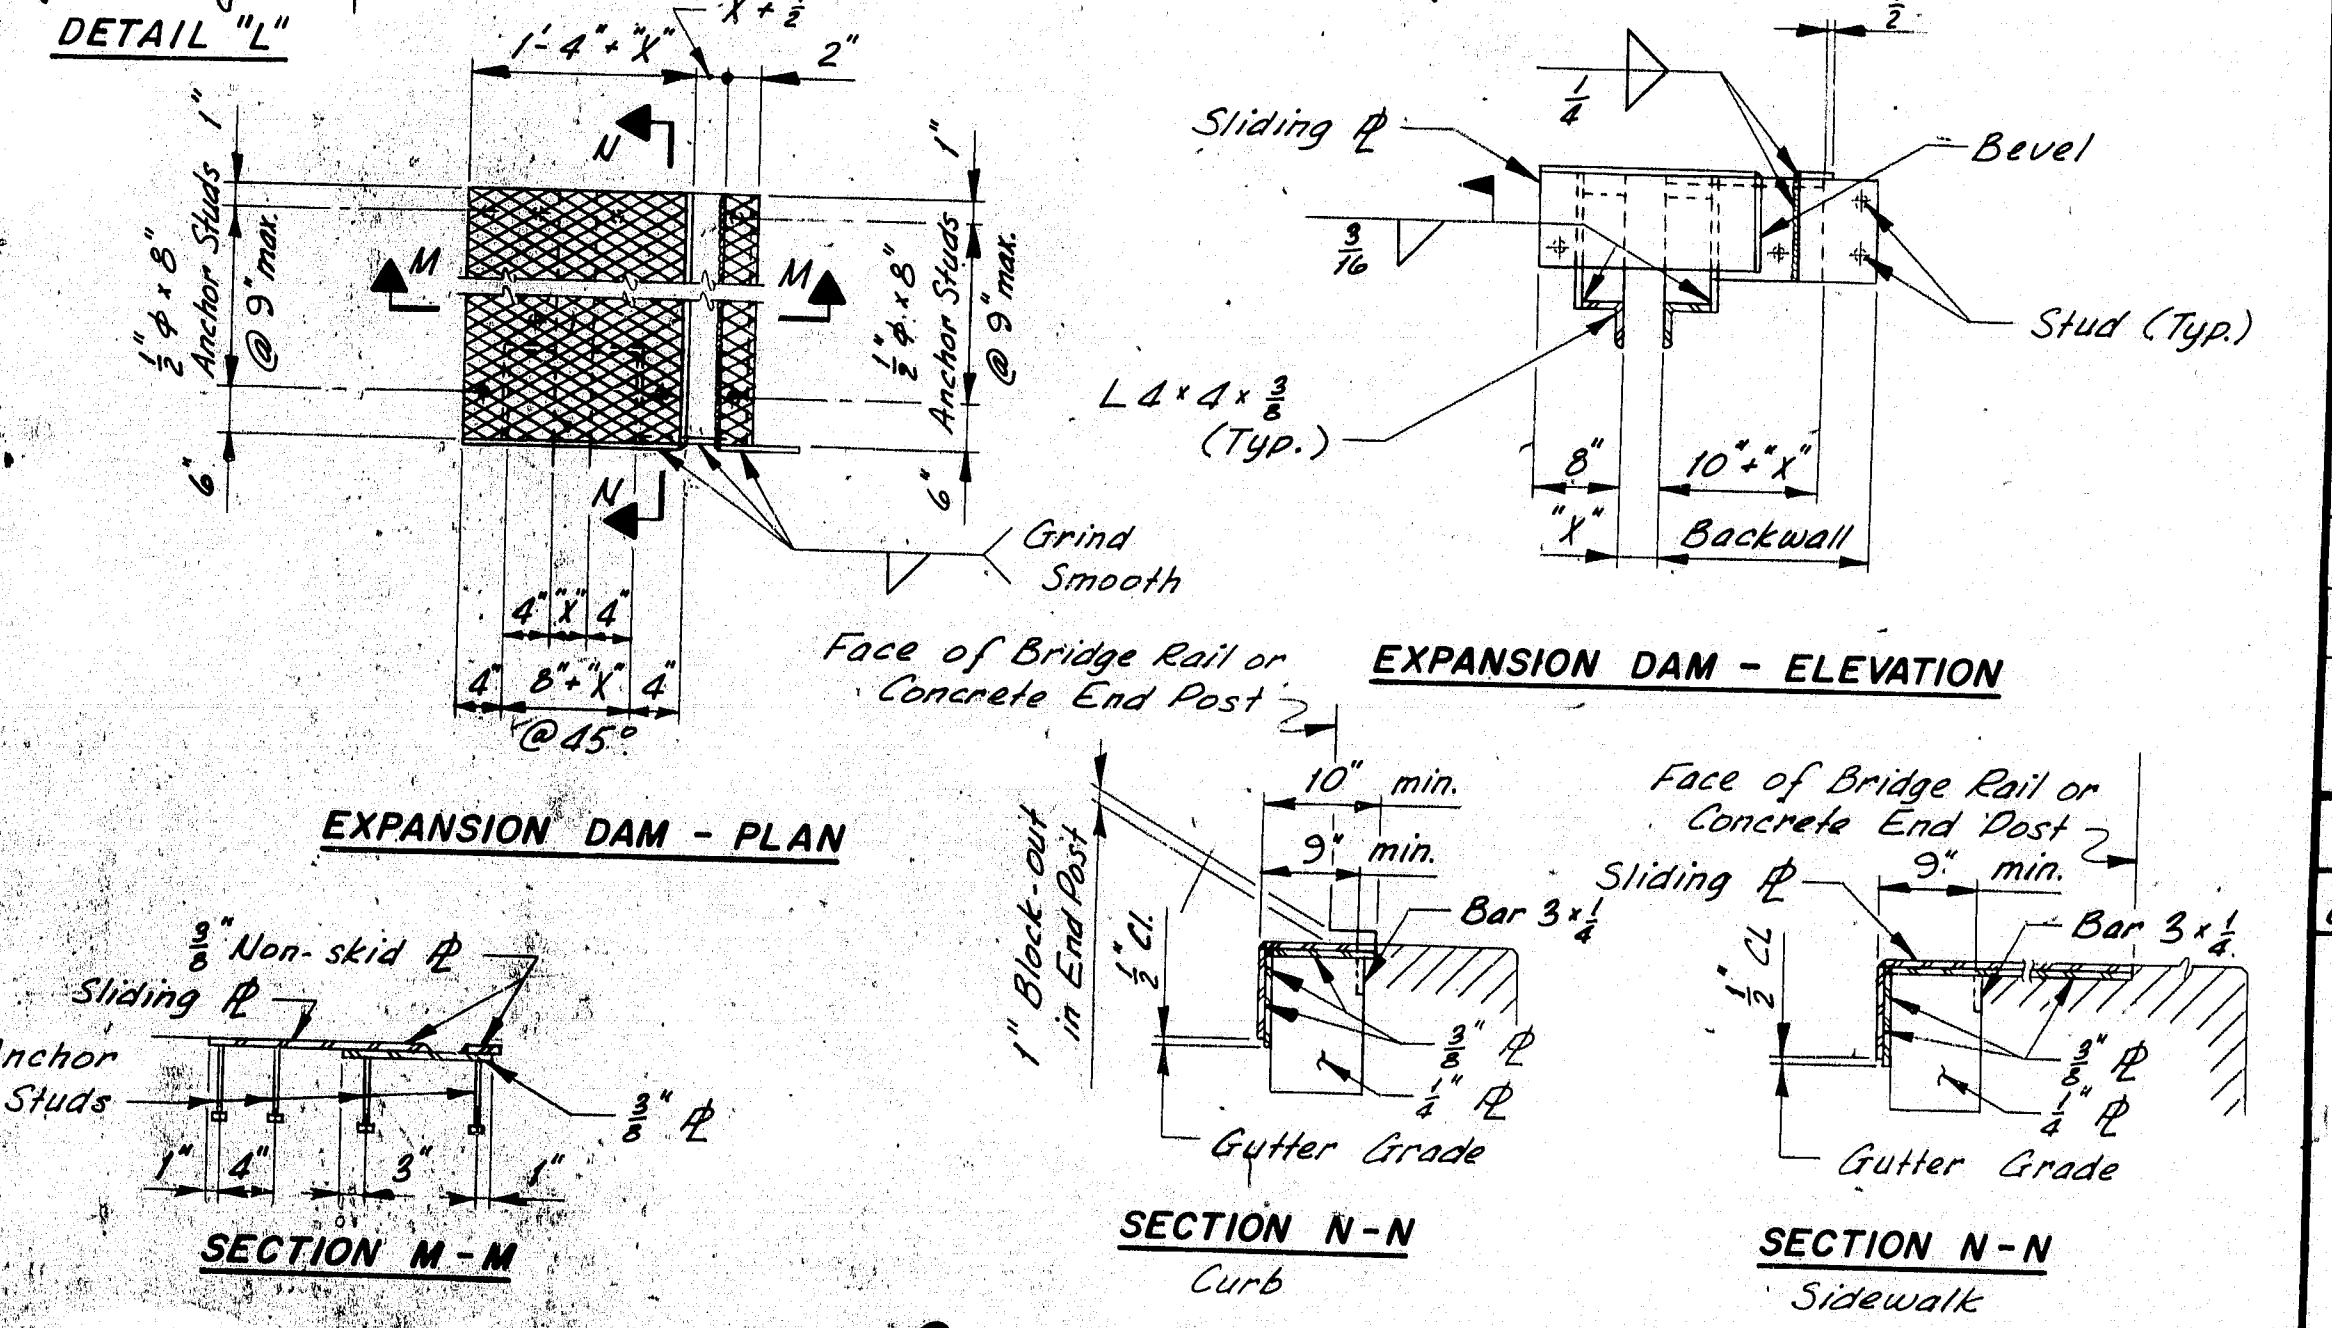 DETAIL "L"
1'-4"+"X"
X + 1/2
2"
1"
1/2" ϕ x 8"
Anchor Studs
@ 9" max.
6"
N
M
M
N
1"
1/2" ϕ x 8"
Anchor Studs
@ 9" max.
6"
Grind
Smooth
4" "X" 4"
4" 8"+"X" 4"
@ 45°
EXPANSION DAM - PLAN
1/2
1/4
Sliding ⅊
Bevel
3/16
Stud (Typ.)
L 4 x 4 x 3/8
(Typ.)
8"
10"+"X"
"X"
Backwall
EXPANSION DAM - ELEVATION
3/8" Non-skid ⅊
Sliding ⅊
nchor
Studs
3/8" ⅊
1" 4" 3" 1"
SECTION M-M
Face of Bridge Rail or
Concrete End Post
10" min.
9" min.
1" Block-out
in End Post
1/2" Cl.
Bar 3 x 1/4
3/8" ⅊
1/4" ⅊
Gutter Grade
SECTION N-N
Curb
Face of Bridge Rail or
Concrete End Post
9" min.
Sliding ⅊
Bar 3 x 1/4
1/2" CL
3/8" ⅊
1/4" ⅊
Gutter Grade
SECTION N-N
Sidewalk